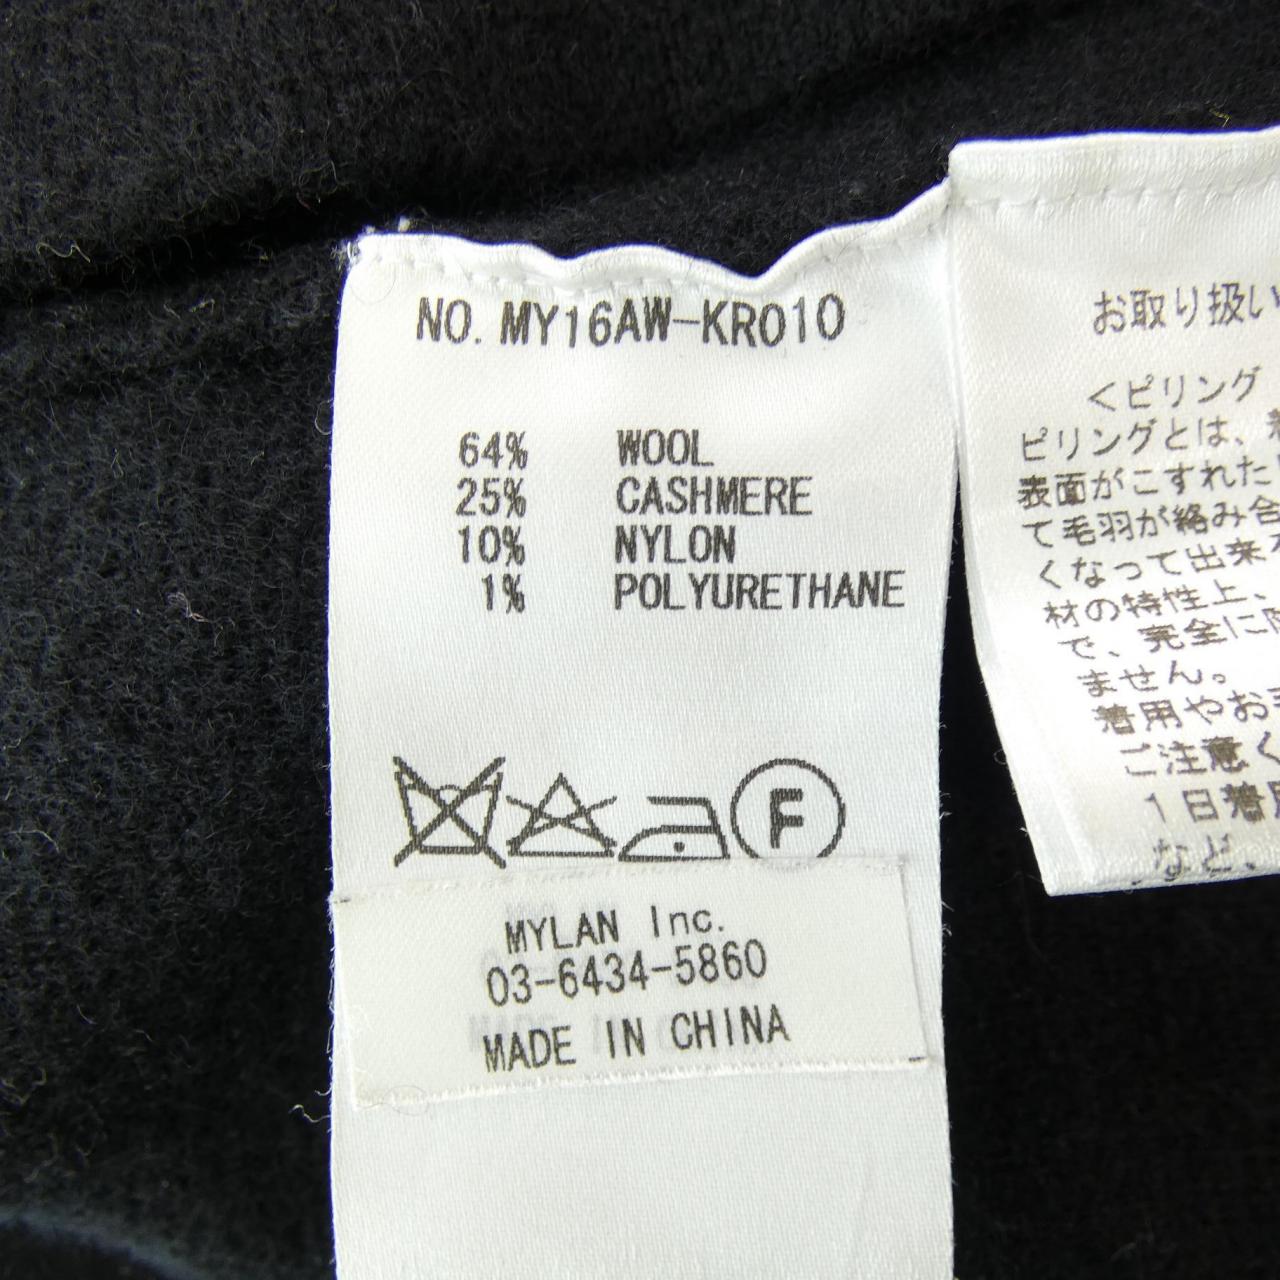 NO. MY16AW-KR010
64% WOOL
25% CASHMERE
10% NYLON
1% POLYURETHANE
F
MYLAN Inc.
03-6434-5860
MADE IN CHINA
お取り扱い
<ピリング
ピリングとは、
表面がこすれた
て毛羽が絡み合
くなって出来
材の特性上、
で、完全に
ません。
着用やお手
ご注意く
1日着用
など、